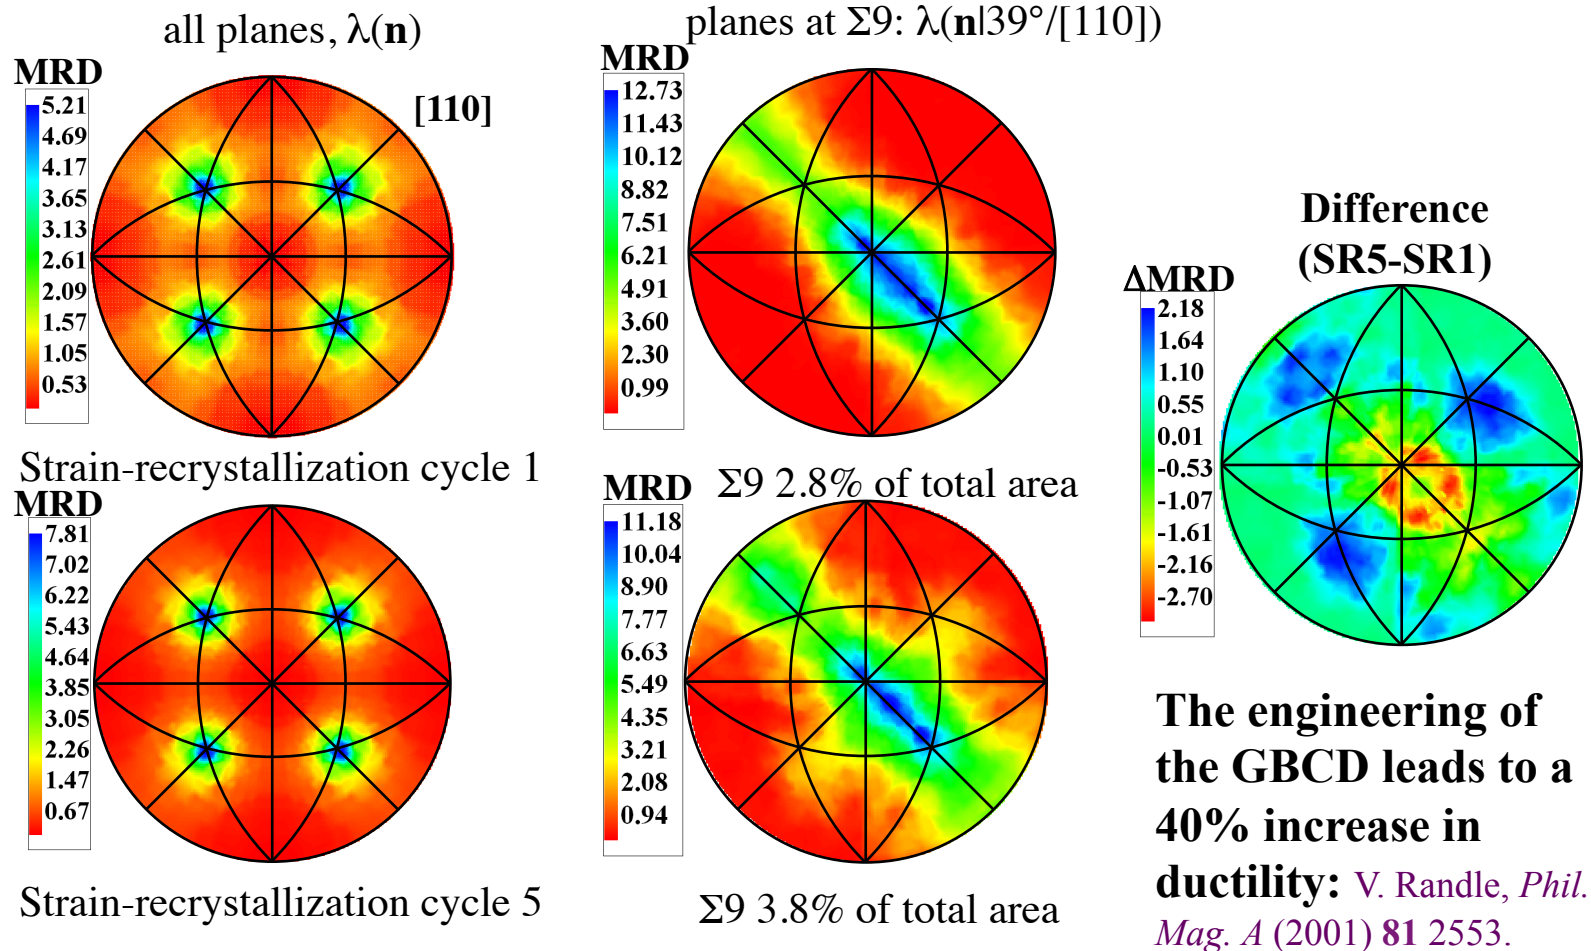 all planes, λ(n)
MRD
5.21
4.69
4.17
3.65
3.13
2.61
2.09
1.57
1.05
0.53
[110]
Strain-recrystallization cycle 1
MRD
7.81
7.02
6.22
5.43
4.64
3.85
3.05
2.26
1.47
0.67
Strain-recrystallization cycle 5
planes at Σ9: λ(n|39°/[110])
MRD
12.73
11.43
10.12
8.82
7.51
6.21
4.91
3.60
2.30
0.99
Σ9 2.8% of total area
MRD
11.18
10.04
8.90
7.77
6.63
5.49
4.35
3.21
2.08
0.94
Σ9 3.8% of total area
Difference
(SR5-SR1)
ΔMRD
2.18
1.64
1.10
0.55
0.01
-0.53
-1.07
-1.61
-2.16
-2.70
The engineering of
the GBCD leads to a
40% increase in
ductility: V. Randle, Phil.
Mag. A (2001) 81 2553.